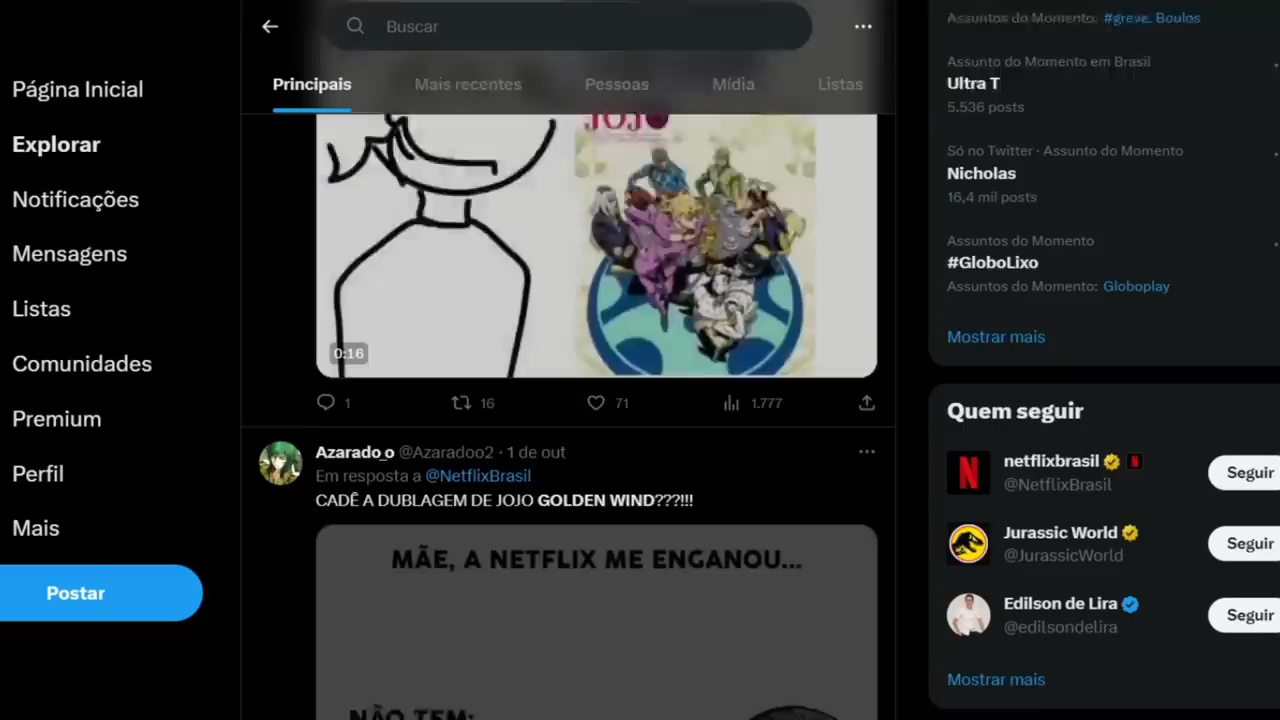 Página Inicial
Explorar
Notificações
Mensagens
Listas
Comunidades
Premium
Perfil
Mais
Postar
Buscar
Principais
Mais recentes
Pessoas
Mídia
Listas
JOJO
0:16
1
16
71
1.777
Azarado_o @Azaradoo2 · 1 de out
Em resposta a @NetflixBrasil
CADÊ A DUBLAGEM DE JOJO GOLDEN WIND???!!!
MÃE, A NETFLIX ME ENGANOU...
NÃO TEM:
Assuntos do Momento: #greve, Boulos
Assunto do Momento em Brasil
Ultra T
5.536 posts
Só no Twitter · Assunto do Momento
Nicholas
16,4 mil posts
Assuntos do Momento
#GloboLixo
Assuntos do Momento: Globoplay
Mostrar mais
Quem seguir
netflixbrasil
@NetflixBrasil
Seguir
Jurassic World
@JurassicWorld
Seguir
Edilson de Lira
@edilsondelira
Seguir
Mostrar mais